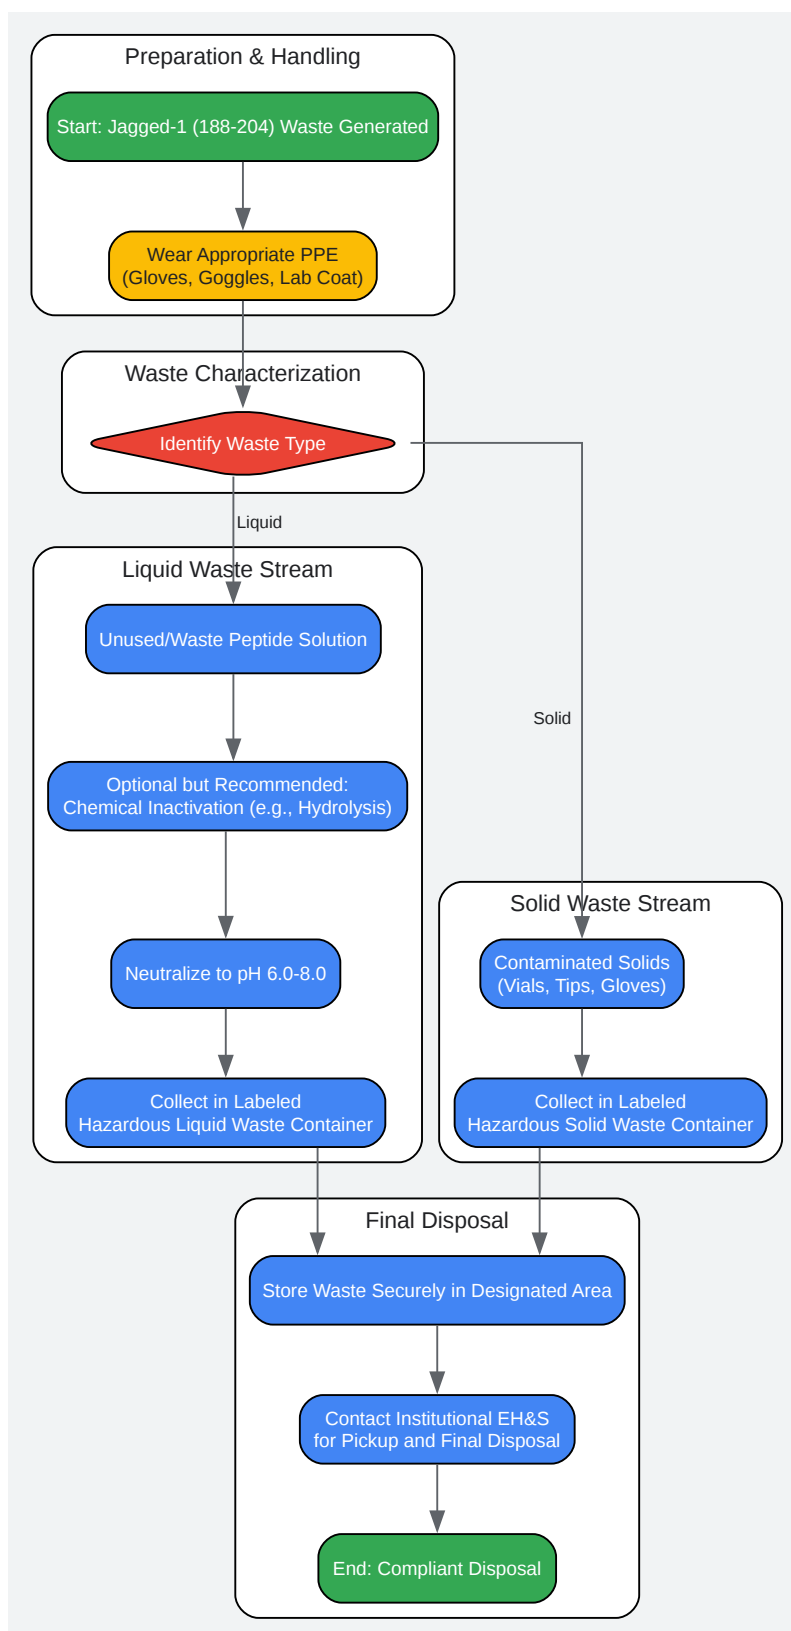 Preparation & Handling
Start: Jagged-1 (188-204) Waste Generated
Wear Appropriate PPE
(Gloves, Goggles, Lab Coat)
Waste Characterization
Identify Waste Type
Liquid
Liquid Waste Stream
Unused/Waste Peptide Solution
Optional but Recommended:
Chemical Inactivation (e.g., Hydrolysis)
Neutralize to pH 6.0-8.0
Collect in Labeled
Hazardous Liquid Waste Container
Solid
Solid Waste Stream
Contaminated Solids
(Vials, Tips, Gloves)
Collect in Labeled
Hazardous Solid Waste Container
Final Disposal
Store Waste Securely in Designated Area
Contact Institutional EH&S
for Pickup and Final Disposal
End: Compliant Disposal